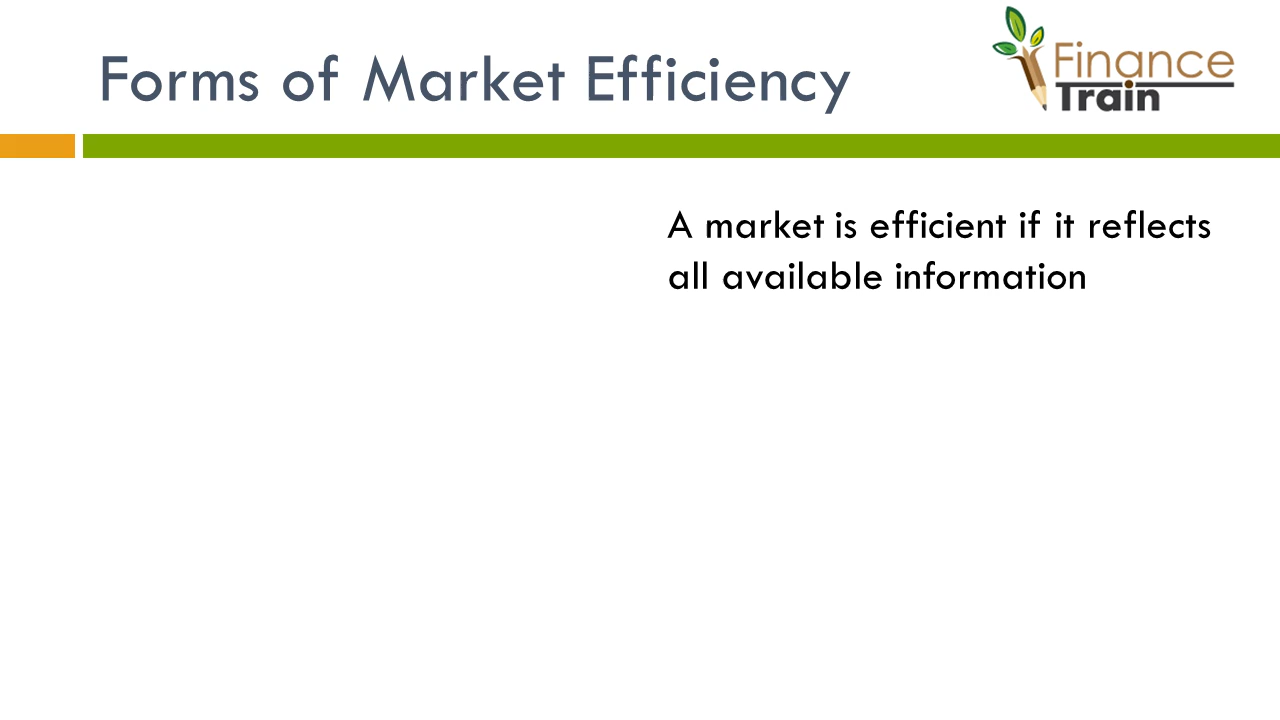 Forms of Market Efficiency
Finance
Train
A market is efficient if it reflects
all available information